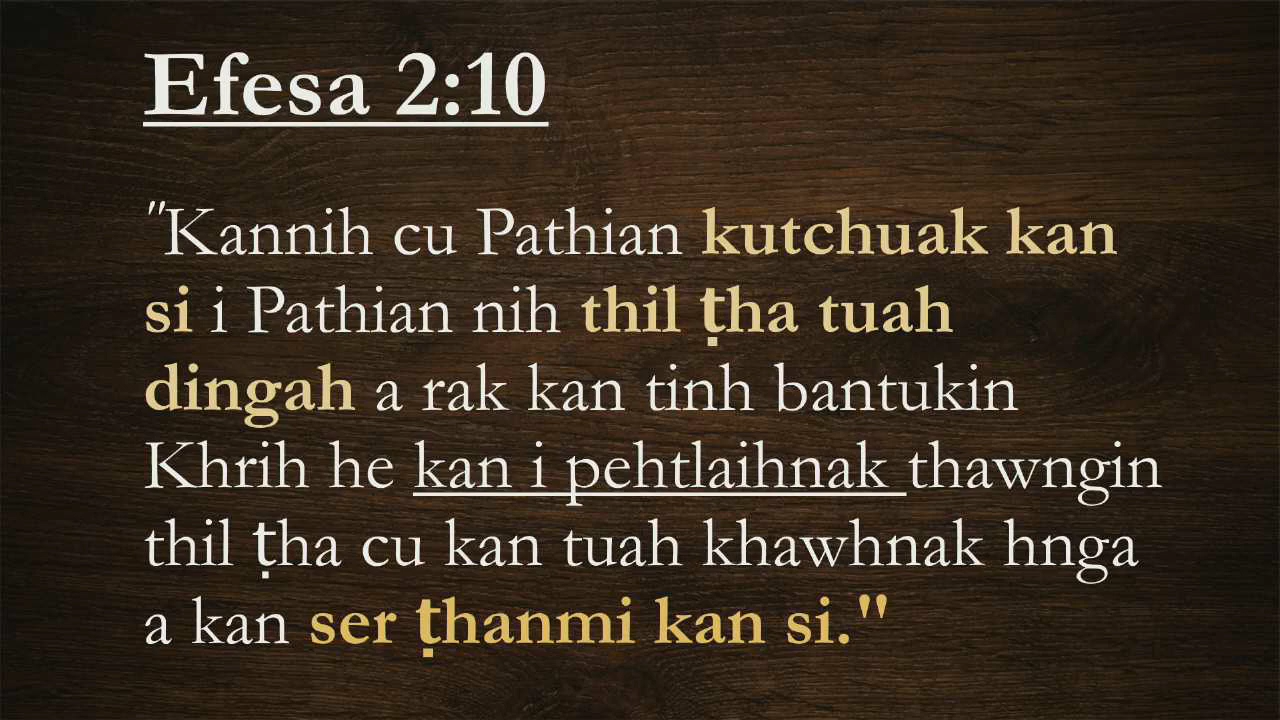 Efesa 2:10
"Kannih cu Pathian kutchuak kan
si i Pathian nih thil ṭha tuah
dingah a rak kan tinh bantukin
Khrih he kan i pehtlaihnak thawngin
thil ṭha cu kan tuah khawhnak hnga
a kan ser ṭhanmi kan si."